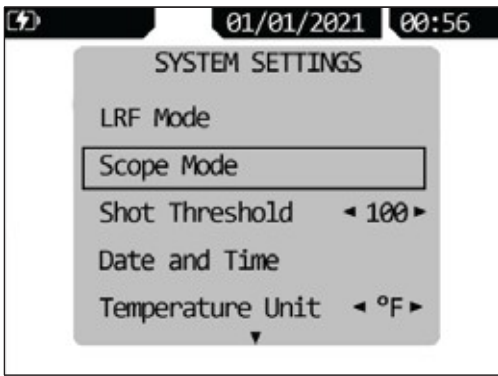 01/01/2021 00:56
SYSTEM SETTINGS
LRF Mode
Scope Mode
Shot Threshold ◄ 100 ►
Date and Time
Temperature Unit ◄ °F ►